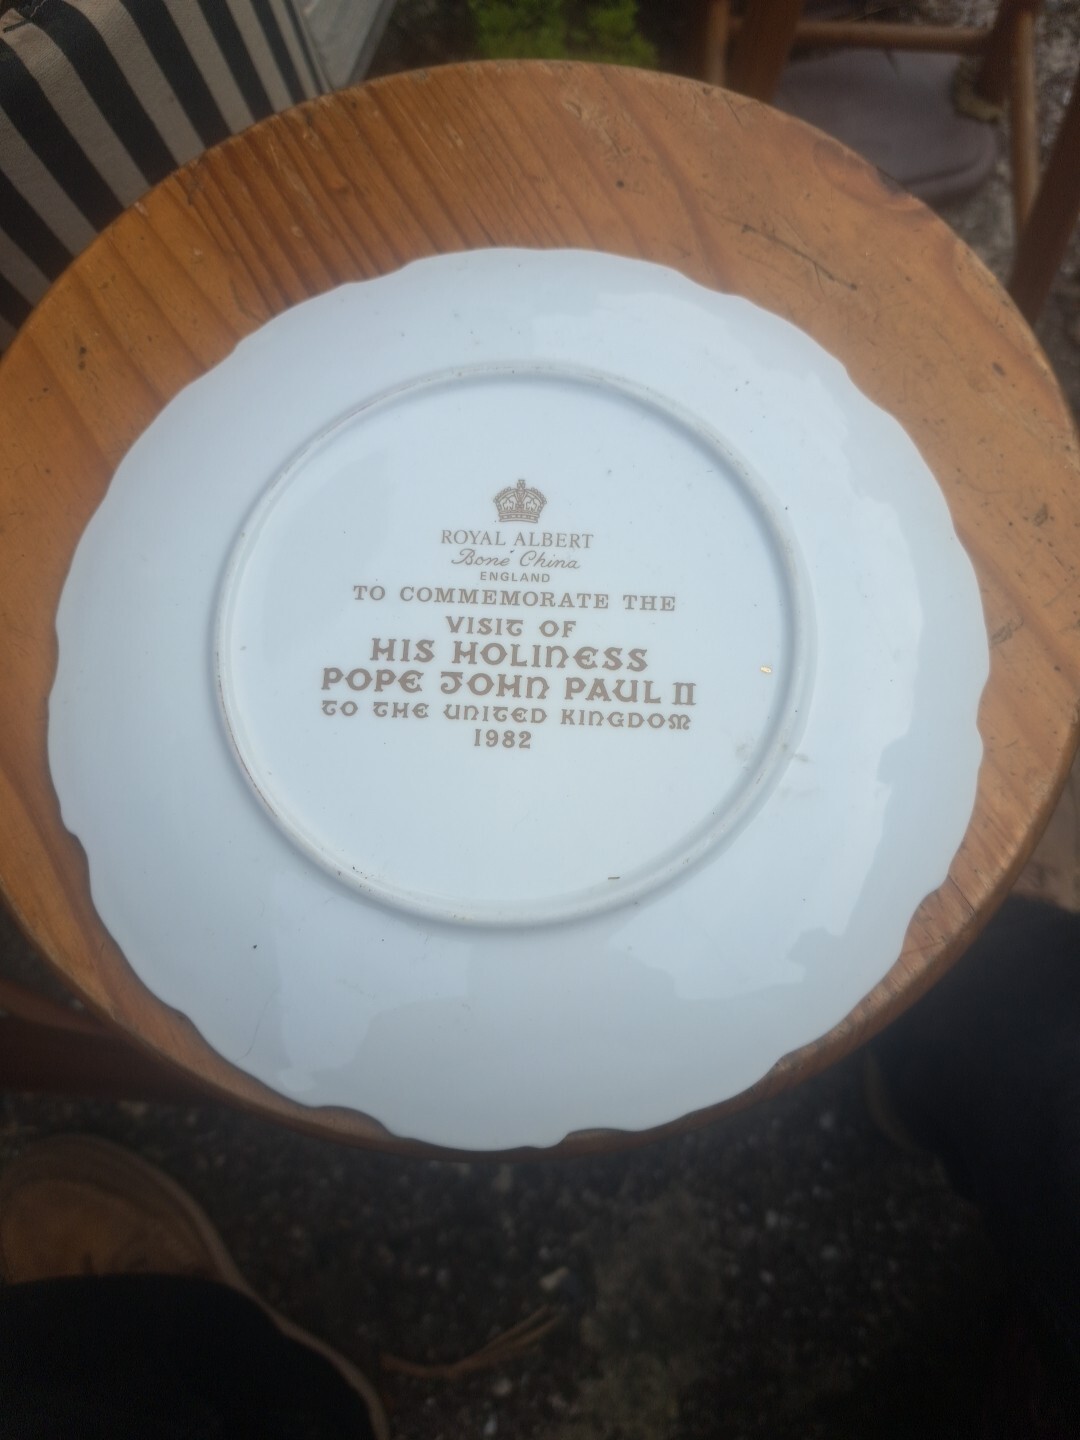 ROYAL ALBERT
Bone China
ENGLAND
TO COMMEMORATE THE
VISIT OF
HIS HOLINESS
POPE JOHN PAUL II
TO THE UNITED KINGDOM
1982